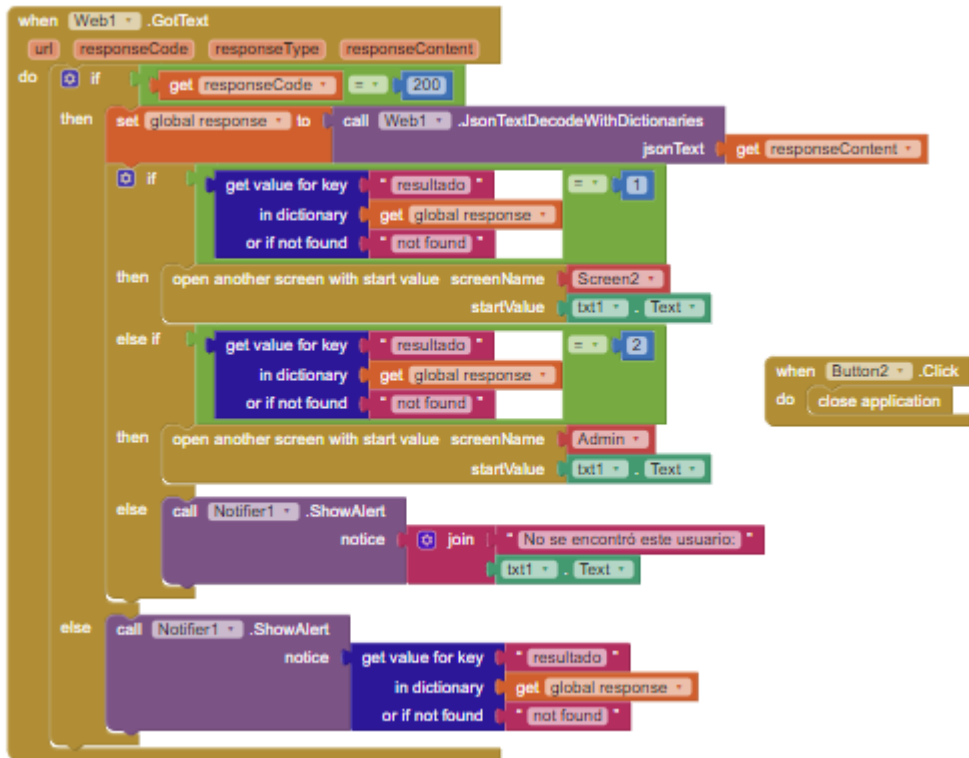 when Web1 .GotText
url responseCode responseType responseContent
do if get responseCode = 200
then set global response to call Web1 .JsonTextDecodeWithDictionaries
jsonText get responseContent
if get value for key " resultado " = 1
in dictionary get global response
or if not found " not found "
then open another screen with start value screenName Screen2
startValue txt1 . Text
else if get value for key " resultado " = 2
in dictionary get global response
or if not found " not found "
then open another screen with start value screenName Admin
startValue txt1 . Text
else call Notifier1 .ShowAlert
notice join " No se encontró este usuario: "
txt1 . Text
else call Notifier1 .ShowAlert
notice get value for key " resultado "
in dictionary get global response
or if not found " not found "
when Button2 .Click
do close application